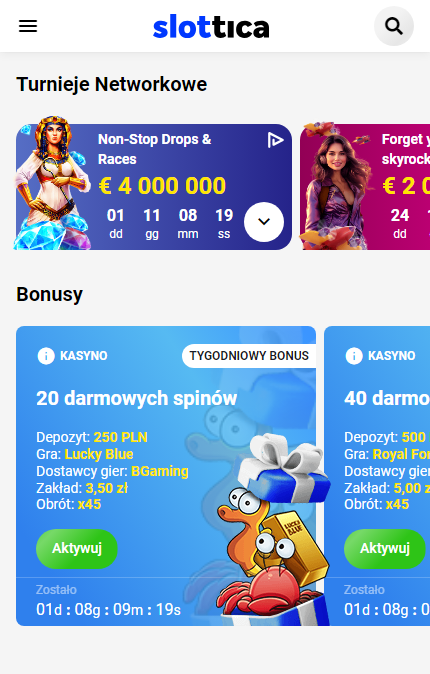 slottica
Turnieje Networkowe
Non-Stop Drops &
Races
€ 4 000 000
01 11 08 19
dd gg mm ss
Forget y
skyrock
€ 2 0
24
dd
Bonusy
KASYNO
TYGODNIOWY BONUS
20 darmowych spinów
Depozyt: 250 PLN
Gra: Lucky Blue
Dostawcy gier: BGaming
Zakład: 3,50 zł
Obrót: x45
Aktywuj
Zostało
01d : 08g : 09m : 19s
LUCKY
BLUE
KASYNO
40 darmo
Depozyt: 500
Gra: Royal For
Dostawcy gier
Zakład: 5,00 z
Obrót: x45
Aktywuj
Zostało
01d : 08g : 0